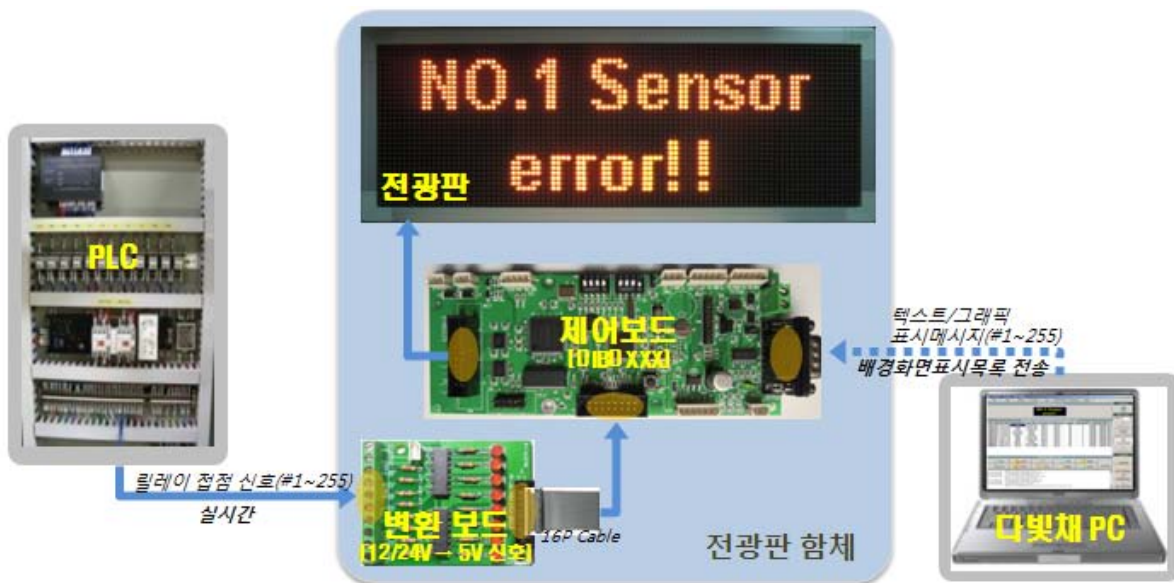 NO.1 Sensor
error!!
전광판
PLC
제어보드
[DIBD XXX]
텍스트/그래픽
표시메시지(#1~255)
배경화면표시목록 전송
릴레이 접점 신호(#1~255)
실시간
변환 보드
[12/24V → 5V 신호]
16P Cable
전광판 함체
다빛채 PC